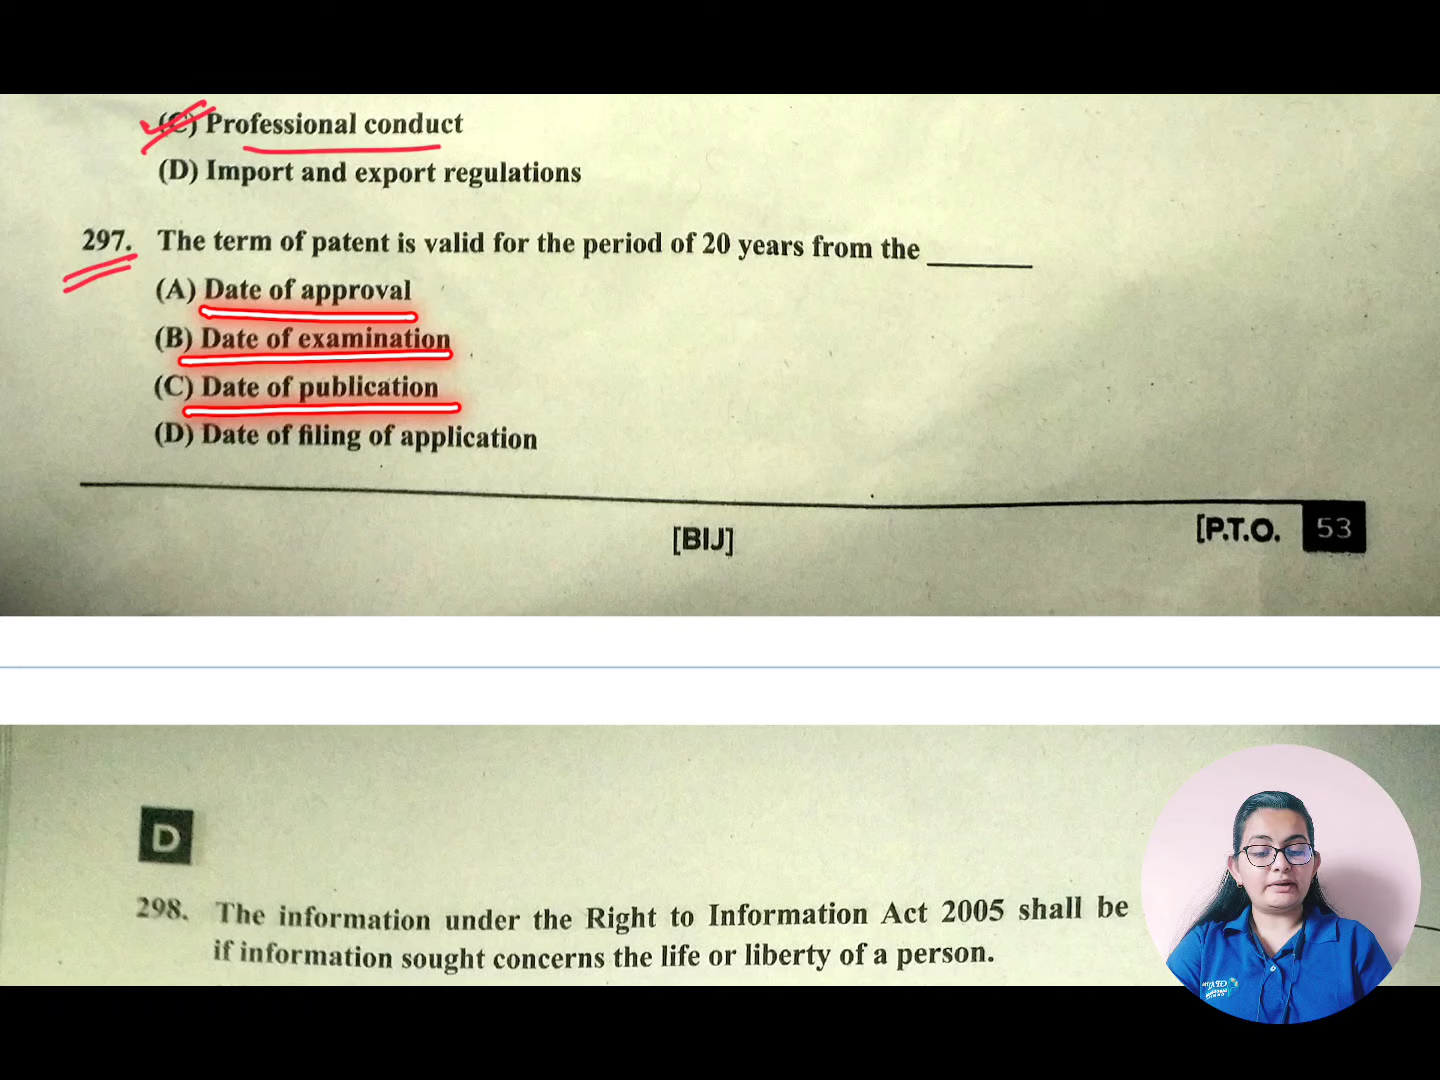 (C) Professional conduct
(D) Import and export regulations
297. The term of patent is valid for the period of 20 years from the ________
(A) Date of approval
(B) Date of examination
(C) Date of publication
(D) Date of filing of application
[BIJ]
[P.T.O. 53
D
298. The information under the Right to Information Act 2005 shall be
if information sought concerns the life or liberty of a person.